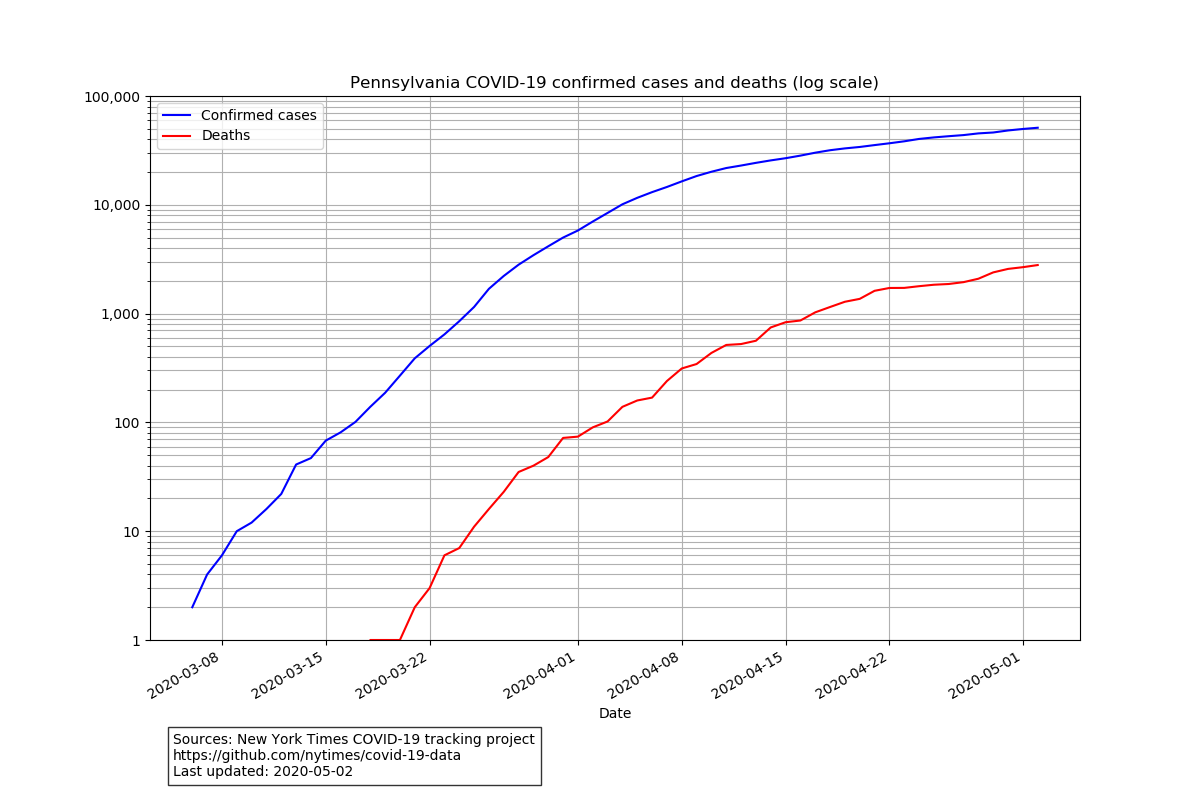 Pennsylvania COVID-19 confirmed cases and deaths (log scale)
100,000
10,000
1,000
100
10
1
Confirmed cases
Deaths
2020-03-08
2020-03-15
2020-03-22
2020-04-01
2020-04-08
2020-04-15
2020-04-22
2020-05-01
Date
Sources: New York Times COVID-19 tracking project
https://github.com/nytimes/covid-19-data
Last updated: 2020-05-02